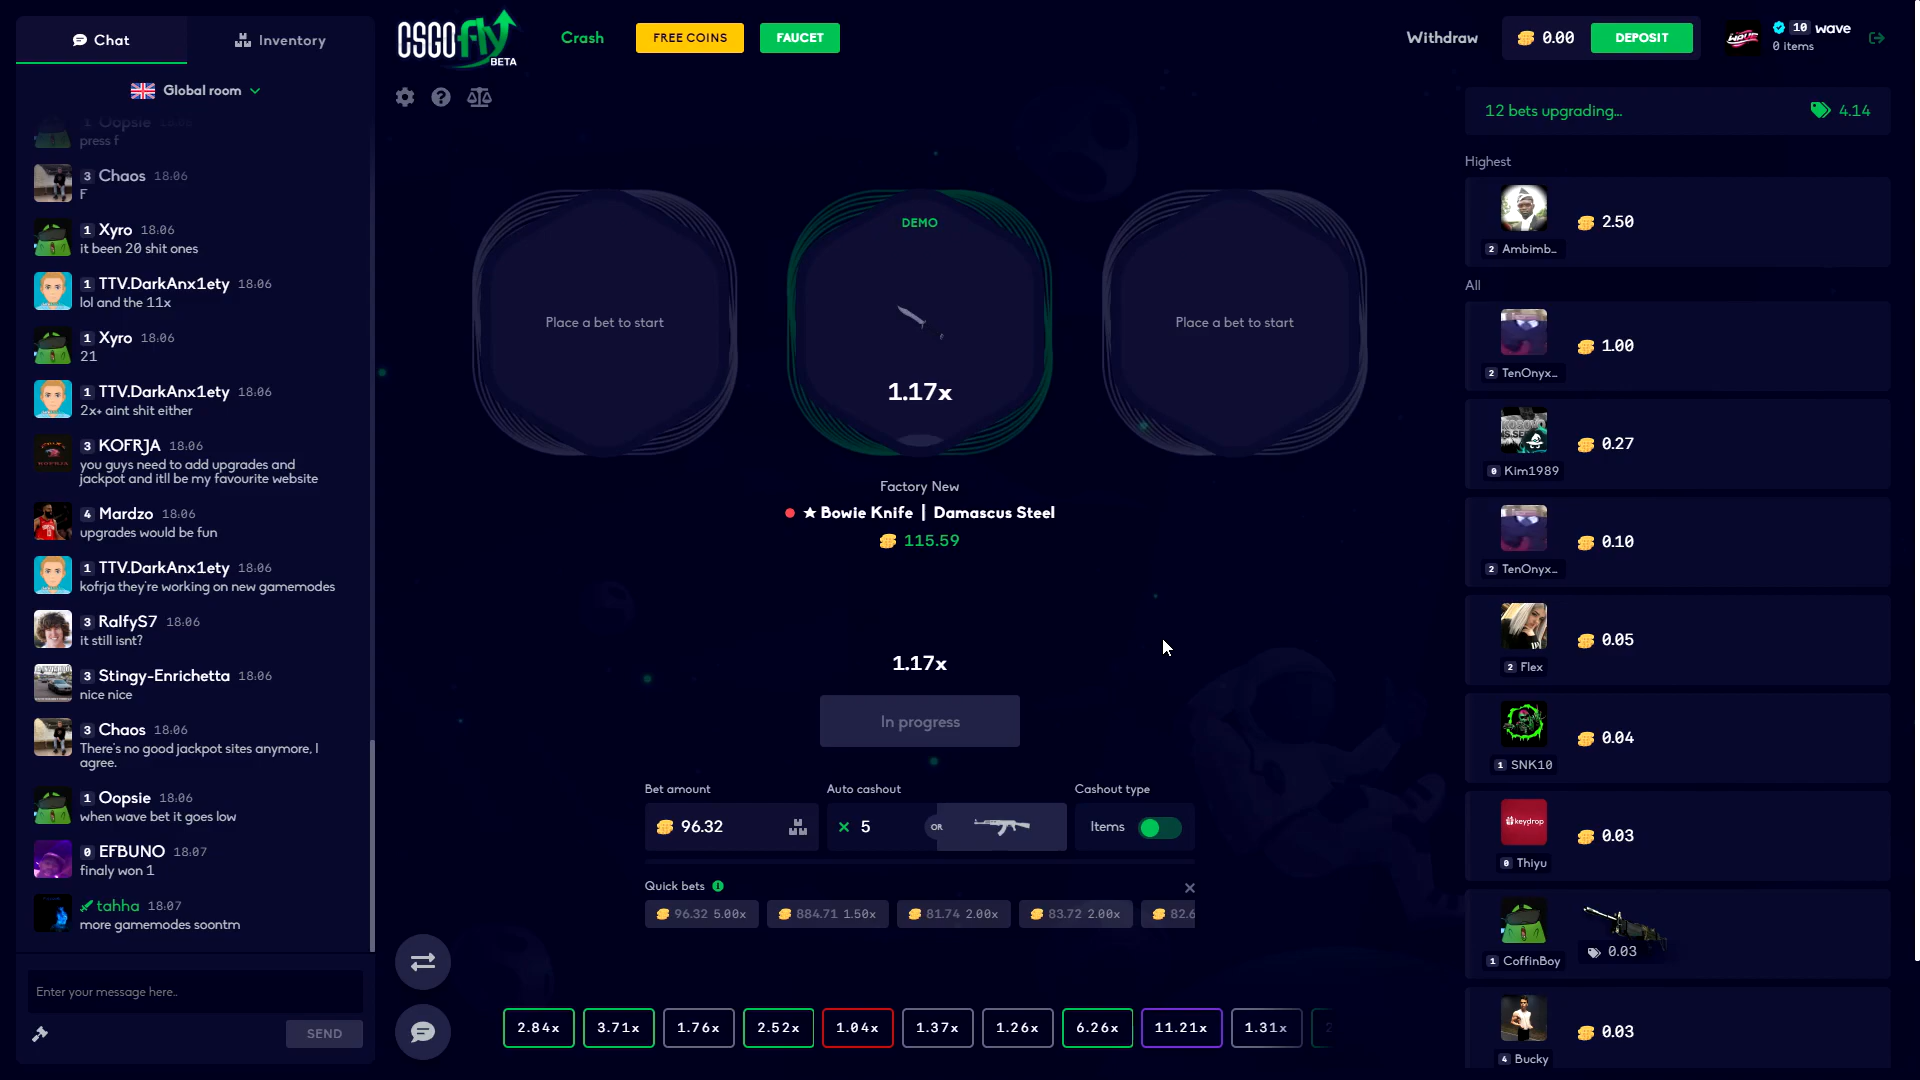 Chat
Inventory
CSGOfly
BETA
Crash
FREE COINS
FAUCET
Withdraw
0.00
DEPOSIT
10 wave
0 items
Global room
1 Oopsie 18:06
press f
3 Chaos 18:06
F
1 Xyro 18:06
it been 20 shit ones
1 TTV.DarkAnx1ety 18:06
lol and the 11x
1 Xyro 18:06
21
1 TTV.DarkAnx1ety 18:06
2x+ aint shit either
3 KOFRJA 18:06
you guys need to add upgrades and
jackpot and itll be my favourite website
4 Mardzo 18:06
upgrades would be fun
1 TTV.DarkAnx1ety 18:06
kofrja they're working on new gamemodes
3 RalfyS7 18:06
it still isnt?
3 Stingy-Enrichetta 18:06
nice nice
3 Chaos 18:06
There's no good jackpot sites anymore, I
agree.
1 Oopsie 18:06
when wave bet it goes low
0 EFBUNO 18:07
finaly won 1
tahha 18:07
more gamemodes soontm
Enter your message here..
SEND
Place a bet to start
DEMO
1.17x
Place a bet to start
Factory New
★ Bowie Knife | Damascus Steel
115.59
1.17x
In progress
Bet amount
Auto cashout
Cashout type
96.32
5
OR
Items
Quick bets
96.32 5.00x
884.71 1.50x
81.74 2.00x
83.72 2.00x
82.6
2.84x
3.71x
1.76x
2.52x
1.04x
1.37x
1.26x
6.26x
11.21x
1.31x
2
12 bets upgrading...
4.14
Highest
2.50
2 Ambimb...
All
1.00
2 TenOnyx...
0.27
0 Kim1989
0.10
2 TenOnyx...
0.05
2 Flex
0.04
1 SNK10
keydrop
0.03
0 Thiyu
0.03
1 CoffinBoy
0.03
4 Bucky